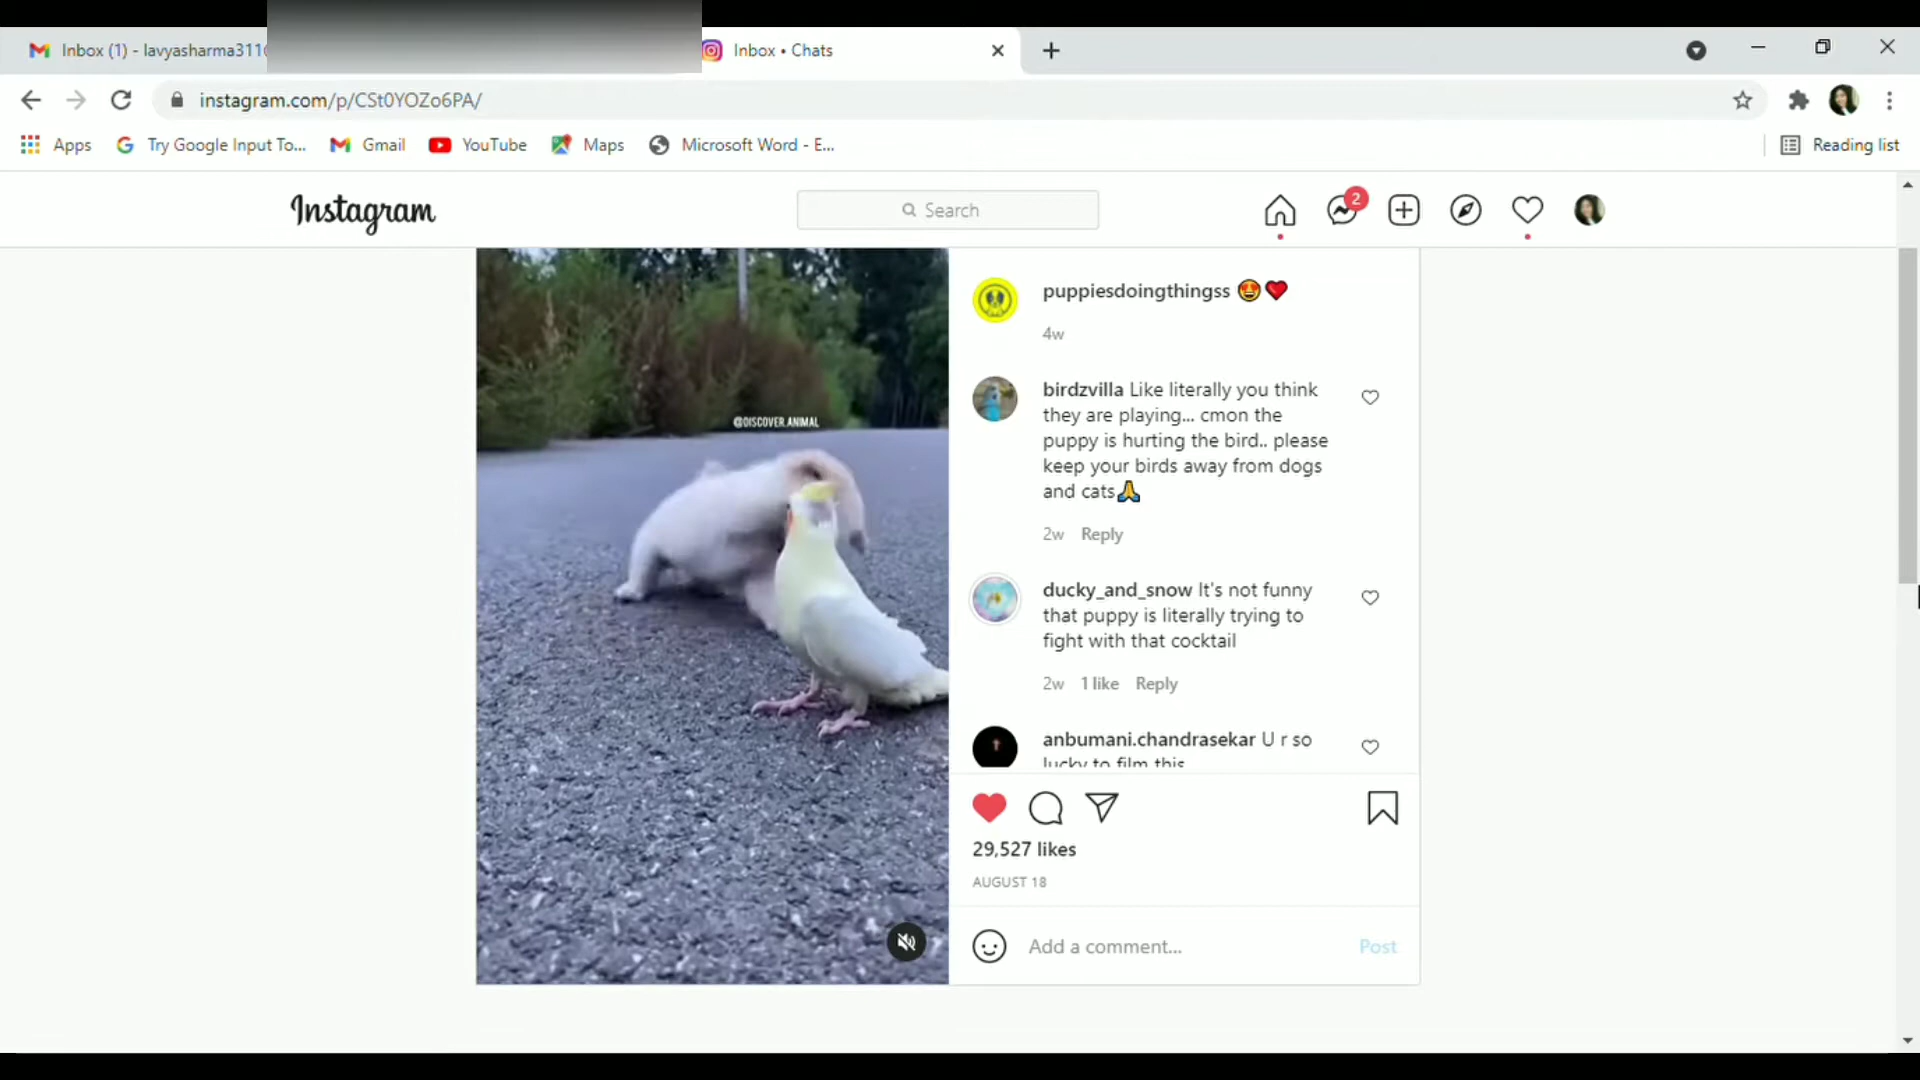 Inbox (1) - lavyasharma311
Inbox • Chats
instagram.com/p/CSt0YOZo6PA/
Apps
Try Google Input To...
Gmail
YouTube
Maps
Microsoft Word - E...
Reading list
Instagram
Search
2
@DISCOVER.ANIMAL
puppiesdoingthingss 😍❤️
4w
birdzvilla Like literally you think
they are playing... cmon the
puppy is hurting the bird.. please
keep your birds away from dogs
and cats🙏
2w Reply
ducky_and_snow It's not funny
that puppy is literally trying to
fight with that cocktail
2w 1 like Reply
anbumani.chandrasekar U r so
lucky to film this
29,527 likes
AUGUST 18
Add a comment...
Post